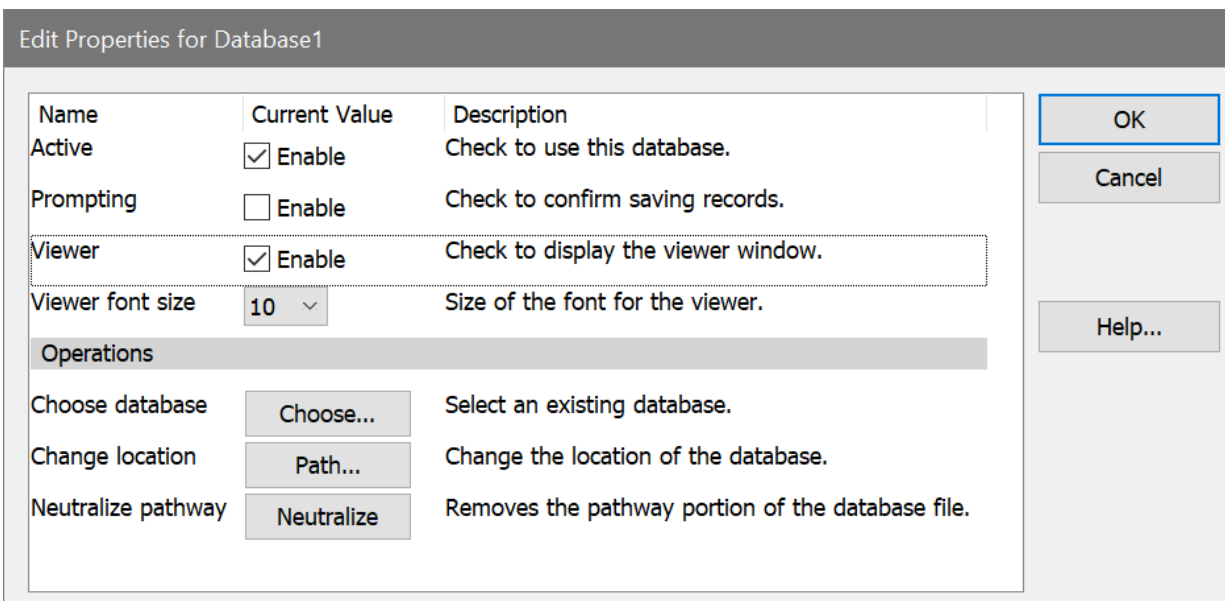 Edit Properties for Database1
Name Current Value Description
OK
Active Enable Check to use this database.
Cancel
Prompting Enable Check to confirm saving records.
Viewer Enable Check to display the viewer window.
Viewer font size 10 Size of the font for the viewer.
Help...
Operations
Choose database Choose... Select an existing database.
Change location Path... Change the location of the database.
Neutralize pathway Neutralize Removes the pathway portion of the database file.